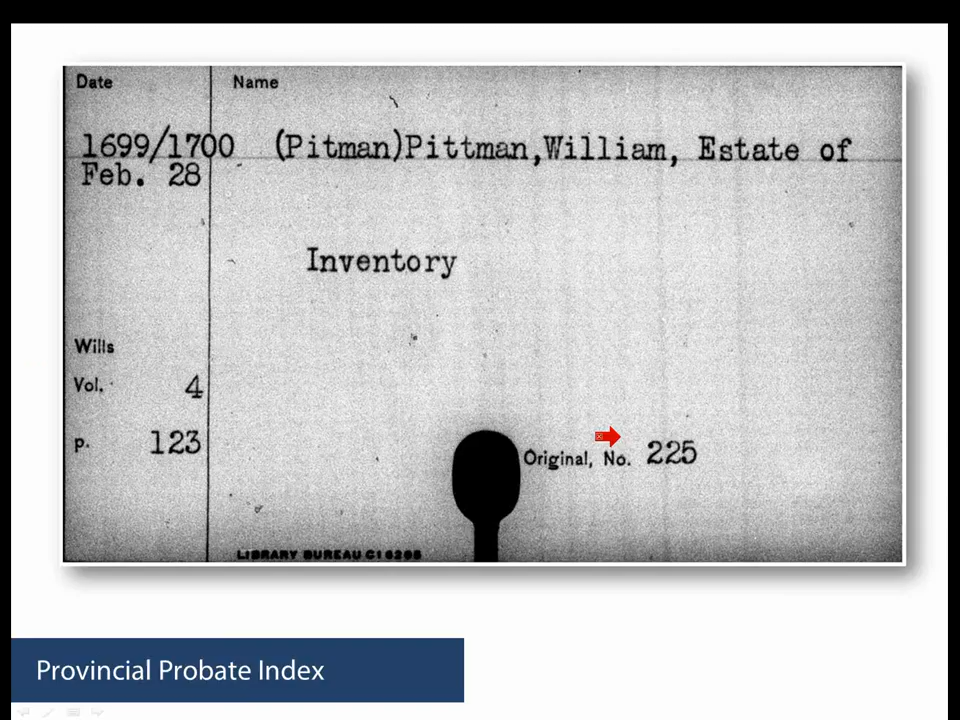 Date Name
1699/1700 (Pitman)Pittman,William, Estate of
Feb. 28
Inventory
Wills
Vol. 4
p. 123
Original, No. 225
LIBRARY BUREAU C16298
Provincial Probate Index